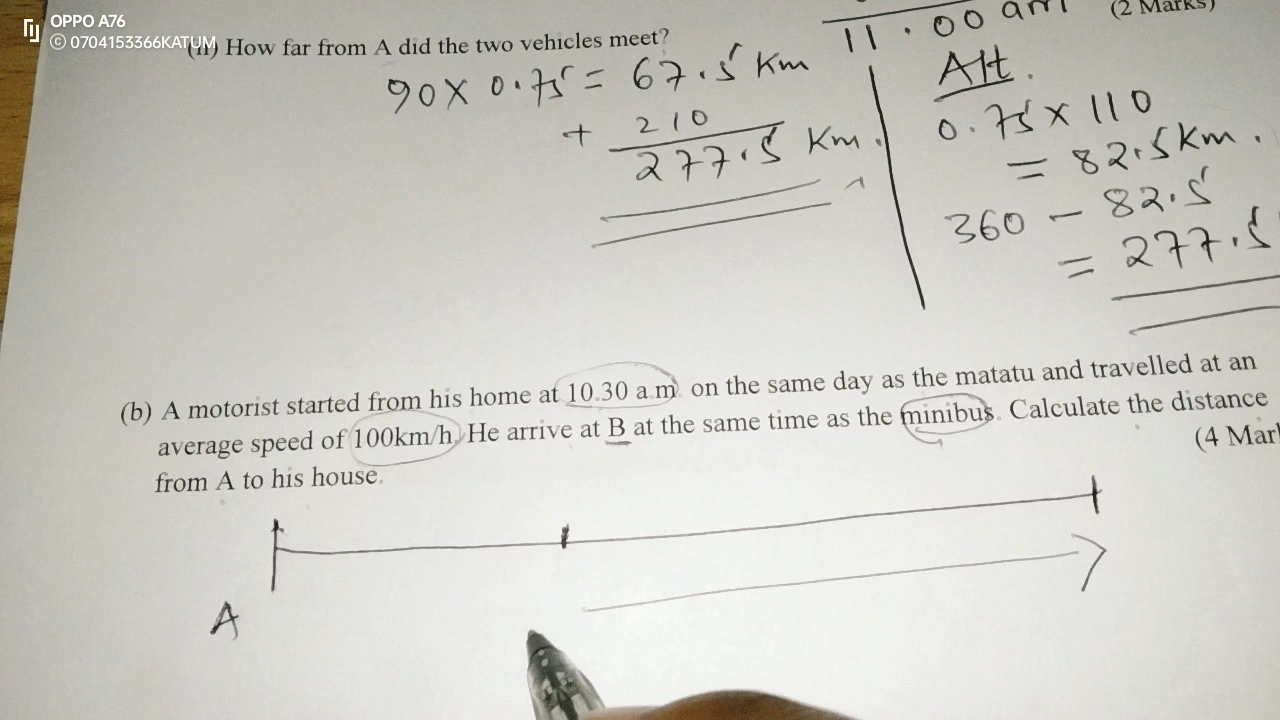 OPPO A76
© 0704153366KATUM
(ii) How far from A did the two vehicles meet?
90 x 0.75 = 67.5 Km
+ 210
277.5 Km.
11.00 am
(2 Marks)
Alt.
0.75 x 110
= 82.5 Km.
360 - 82.5
= 277.5
(b) A motorist started from his home at 10.30 a.m on the same day as the matatu and travelled at an
average speed of 100km/h. He arrive at B at the same time as the minibus. Calculate the distance
from A to his house.
(4 Mar
A